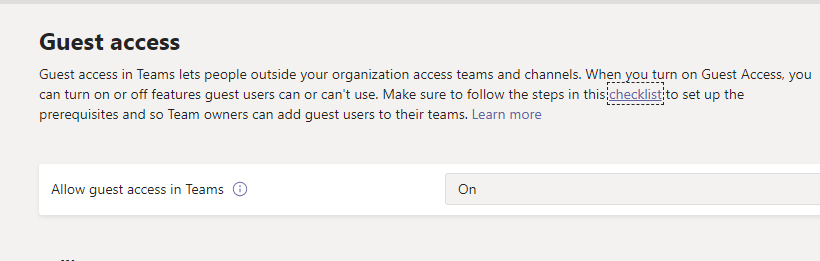 Guest access
Guest access in Teams lets people outside your organization access teams and channels. When you turn on Guest Access, you
can turn on or off features guest users can or can't use. Make sure to follow the steps in this checklist to set up the
prerequisites and so Team owners can add guest users to their teams. Learn more
Allow guest access in Teams
On